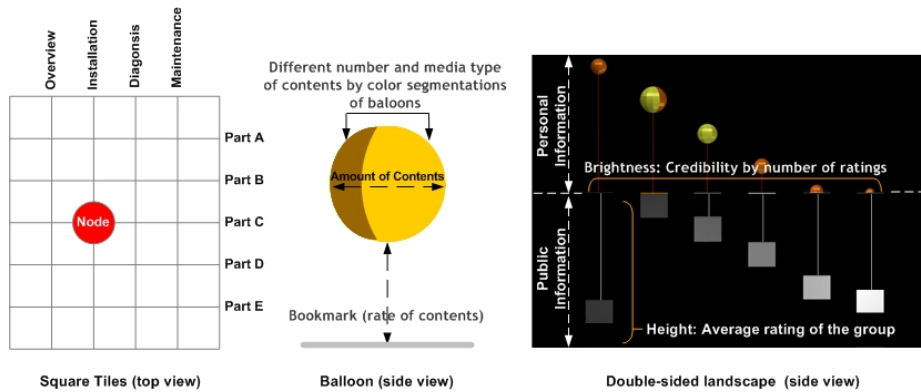 Overview
Installation
Diagonsis
Maintenance
Part A
Part B
Part C
Part D
Part E
Node
Square Tiles (top view)
Different number and media type
of contents by color segmentations
of baloons
Amount of Contents
Bookmark (rate of contents)
Balloon (side view)
Personal
Information
Brightness: Credibility by number of ratings
Public
Information
Height: Average rating of the group
Double-sided landscape (side view)